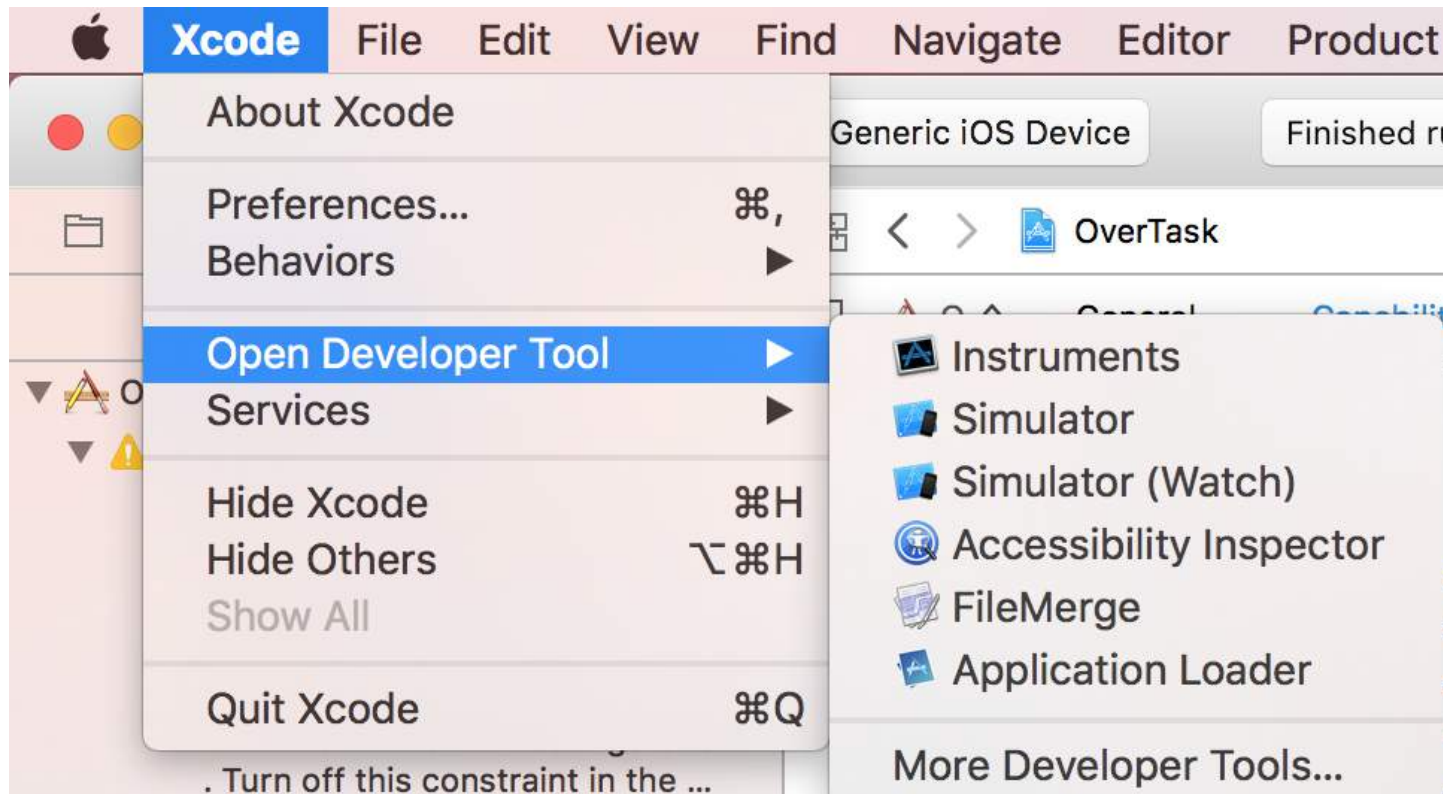 Xcode File Edit View Find Navigate Editor Product
About Xcode
Generic iOS Device
Preferences... ⌘,
Behaviors
OverTask
General
Open Developer Tool
Services
Hide Xcode ⌘H
Hide Others ⌥⌘H
Show All
Quit Xcode ⌘Q
Instruments
Simulator
Simulator (Watch)
Accessibility Inspector
FileMerge
Application Loader
More Developer Tools...
. Turn off this constraint in the ...